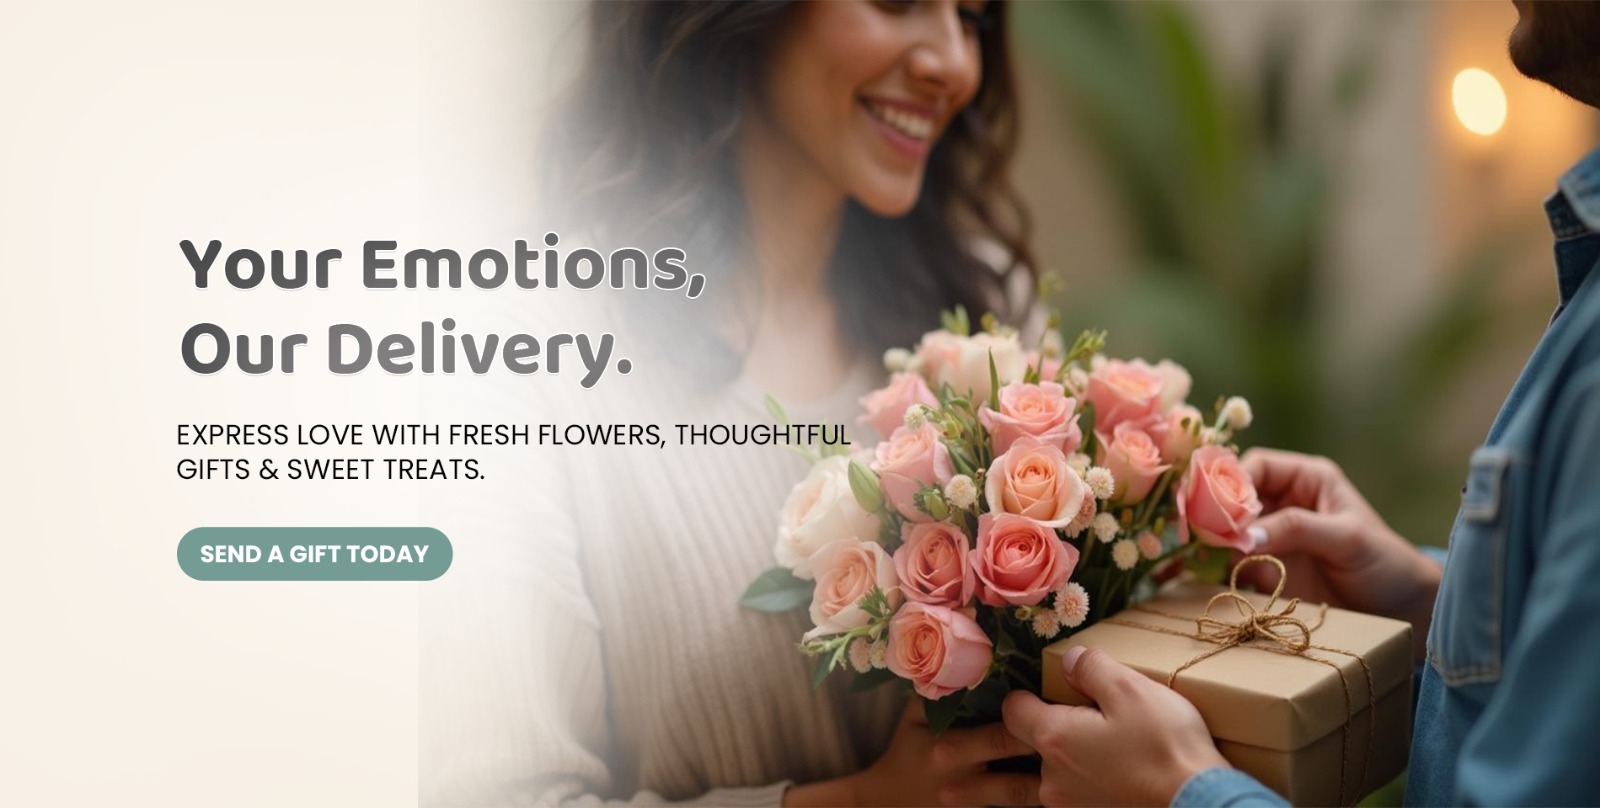 Your Emotions,
Our Delivery.
EXPRESS LOVE WITH FRESH FLOWERS, THOUGHTFUL
GIFTS & SWEET TREATS.
SEND A GIFT TODAY